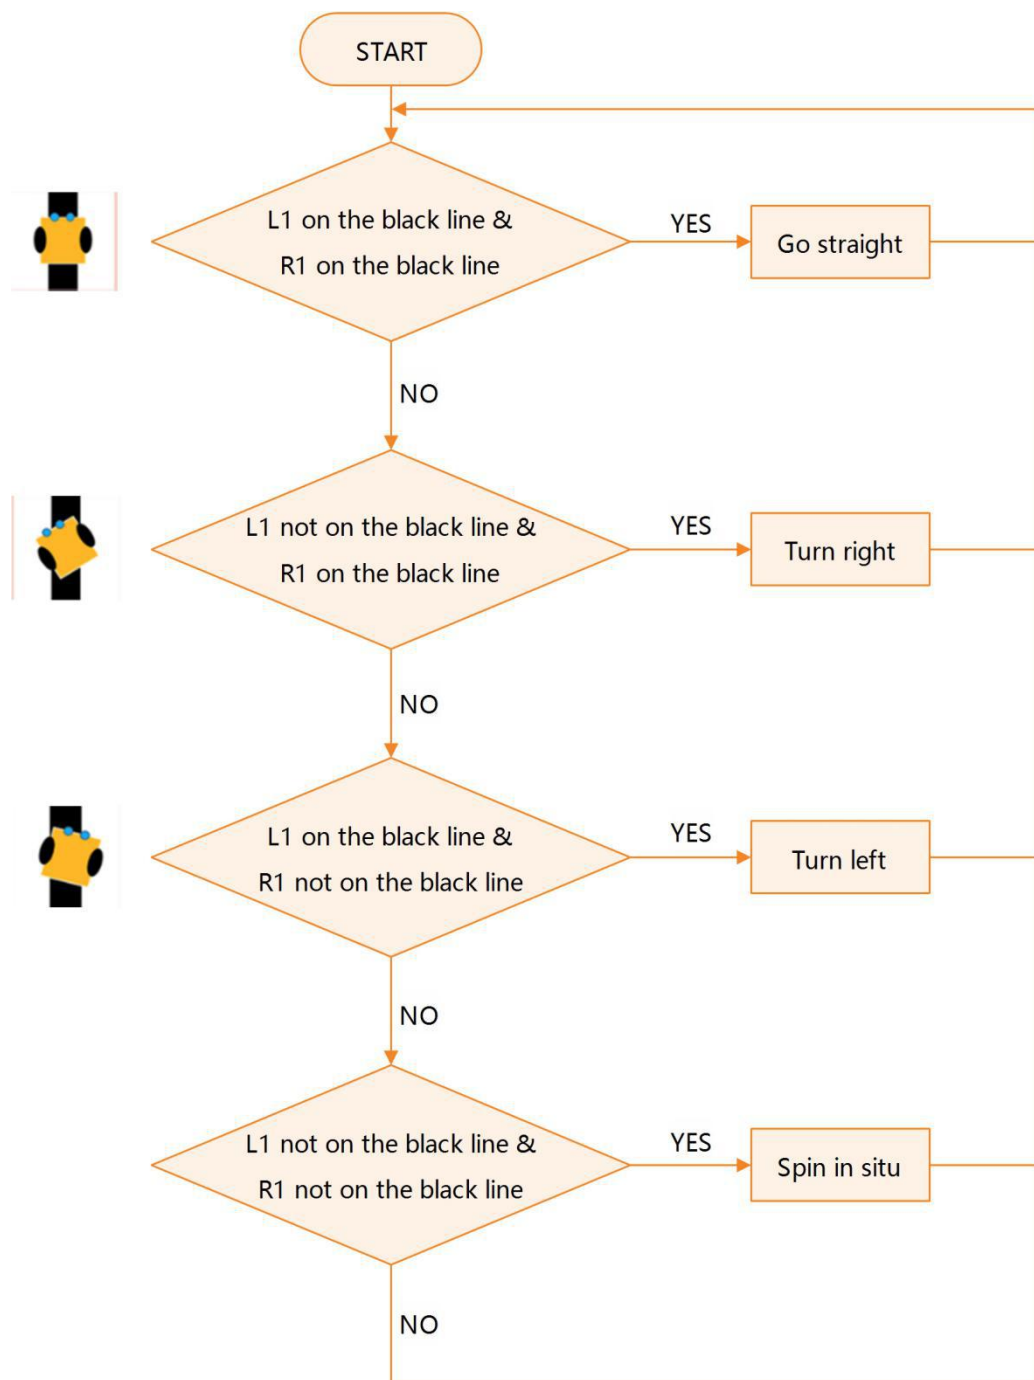 START
L1 on the black line &
R1 on the black line
YES
Go straight
NO
L1 not on the black line &
R1 on the black line
YES
Turn right
NO
L1 on the black line &
R1 not on the black line
YES
Turn left
NO
L1 not on the black line &
R1 not on the black line
YES
Spin in situ
NO